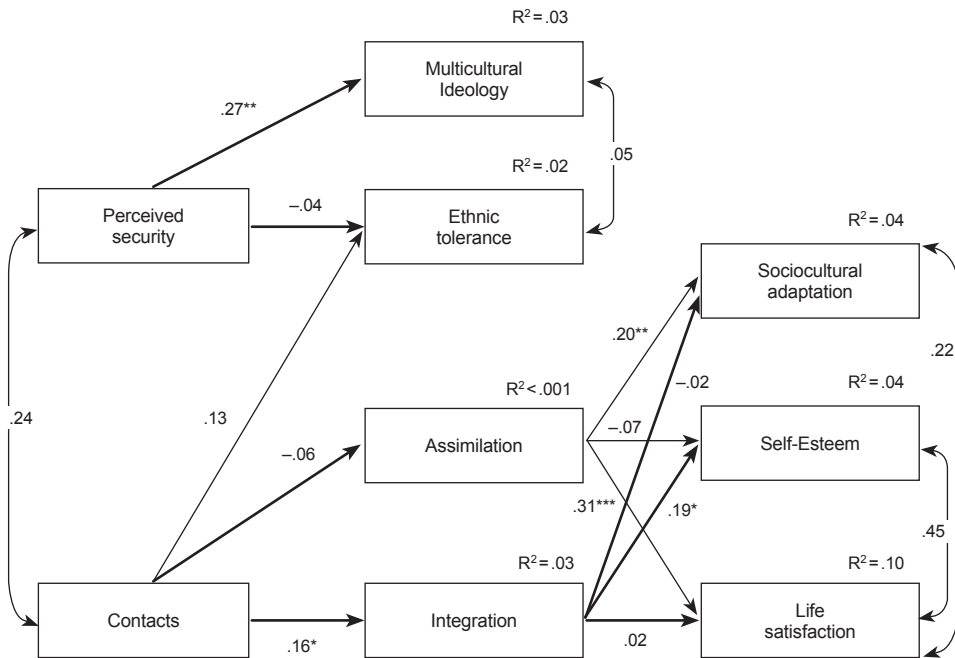 R² = .03
Multicultural
Ideology
.27**
.05
R² = .02
Perceived
security
–.04
Ethnic
tolerance
R² = .04
Sociocultural
adaptation
.20**
.22
–.02
R² < .001
R² = .04
.24
.13
Assimilation
–.07
Self-Esteem
–.06
.31***
.19*
.45
R² = .03
R² = .10
Contacts
Integration
Life
satisfaction
.16*
.02